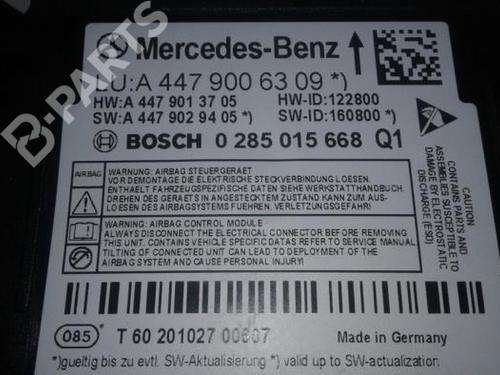 Mercedes-Benz
LU:A 447 900 63 09 *)
HW:A 447 901 37 05 HW-ID:122800
SW:A 447 902 94 05 *) SW-ID:160800 *)
BOSCH 0 285 015 668 Q1
AIRBAG
WARNUNG: AIRBAG STEUERGERAET
VOR DEMONTAGE DIE ELEKTRISCHE STECKVERBINDUNG LOESEN.
ENTHAELT FAHRZEUGSPEZIFISCHE DATEN SIEHE WERKSTATTHANDBUCH.
DREHEN DES GERAETS IN ANGESTECKTEM ZUSTAND KANN ZUM
AUSLOESEN DES AIRBAGSYSTEMS FUEHREN. VERLETZUNGSGEFAHR)
WARNING: AIRBAG CONTROL MODULE
ALWAYS DISCONNECT THE ELECTRICAL CONNECTOR BEFORE REMOVING
THIS UNIT. CONTAINS VEHICLE SPECIFIC DATAS REFER TO SERVICE MANUAL.
TILTING OF CONNECTED UNIT CAN LEAD TO DEPLOYMENT OF THE
AIRBAG SYSTEM AND CAUSE PERSONAL INJURY)
CAUTION
CONTAINS PARTS AND
ASSEMBLIES SUSCEPTIBLE TO
DAMAGE BY ELECTROSTATIC
DISCHARGE (ESD)
085 * T 60 201027 00607 Made in Germany
*)gueltig bis zu evtl. SW-Aktualisierung *) valid up to SW-actualization
B-PARTS